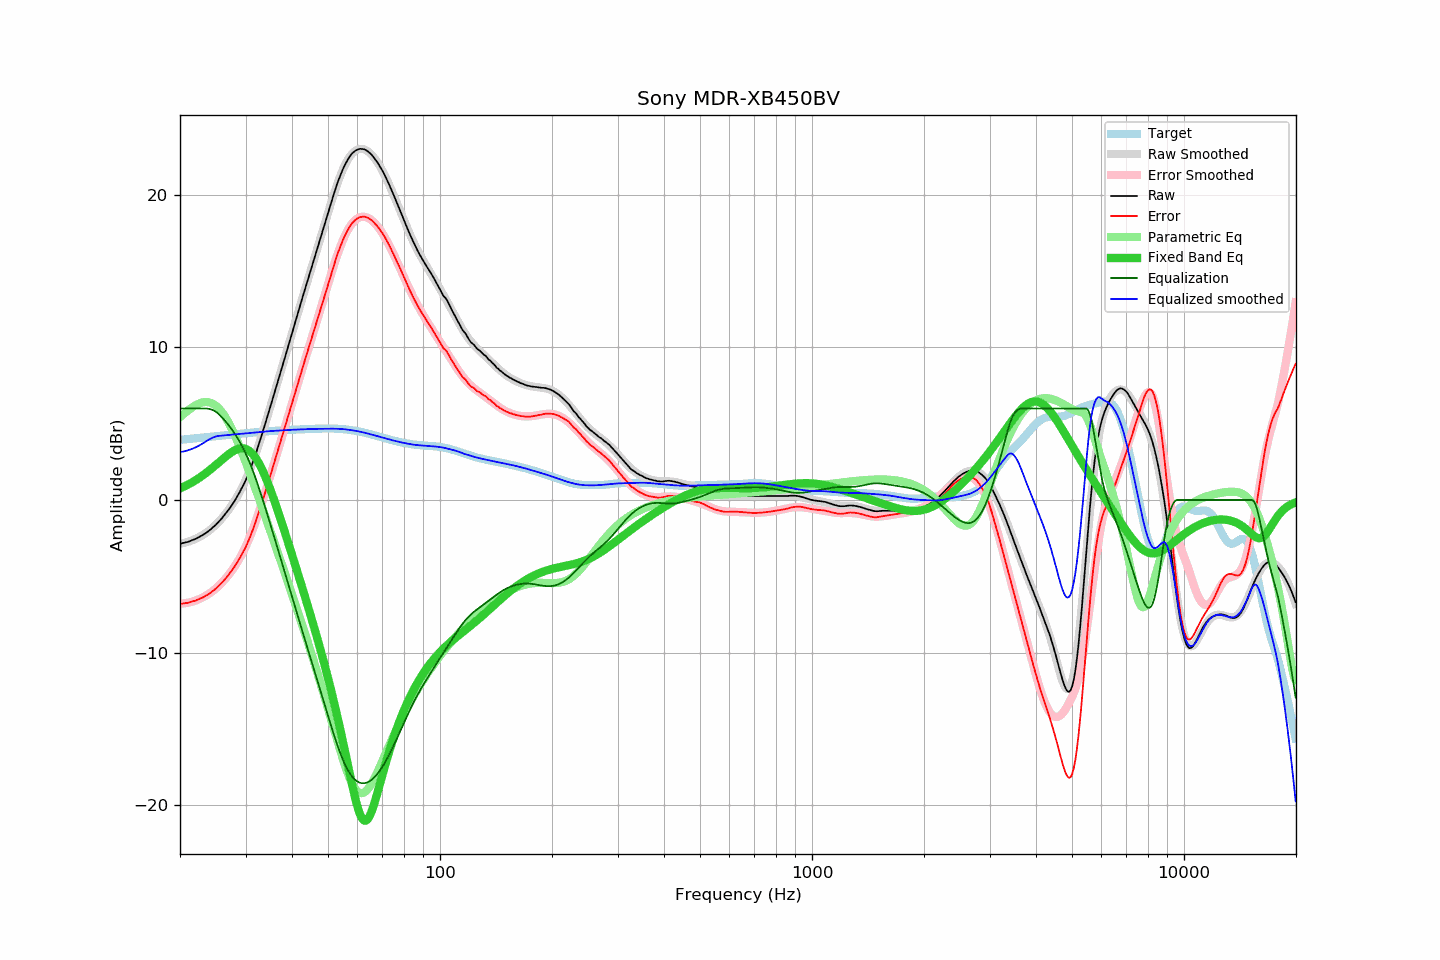 Sony MDR-XB450BV
Target
Raw Smoothed
Error Smoothed
Raw
Error
Parametric Eq
Fixed Band Eq
Equalization
Equalized smoothed
Amplitude (dBr)
20
10
0
−10
−20
100
1000
10000
Frequency (Hz)